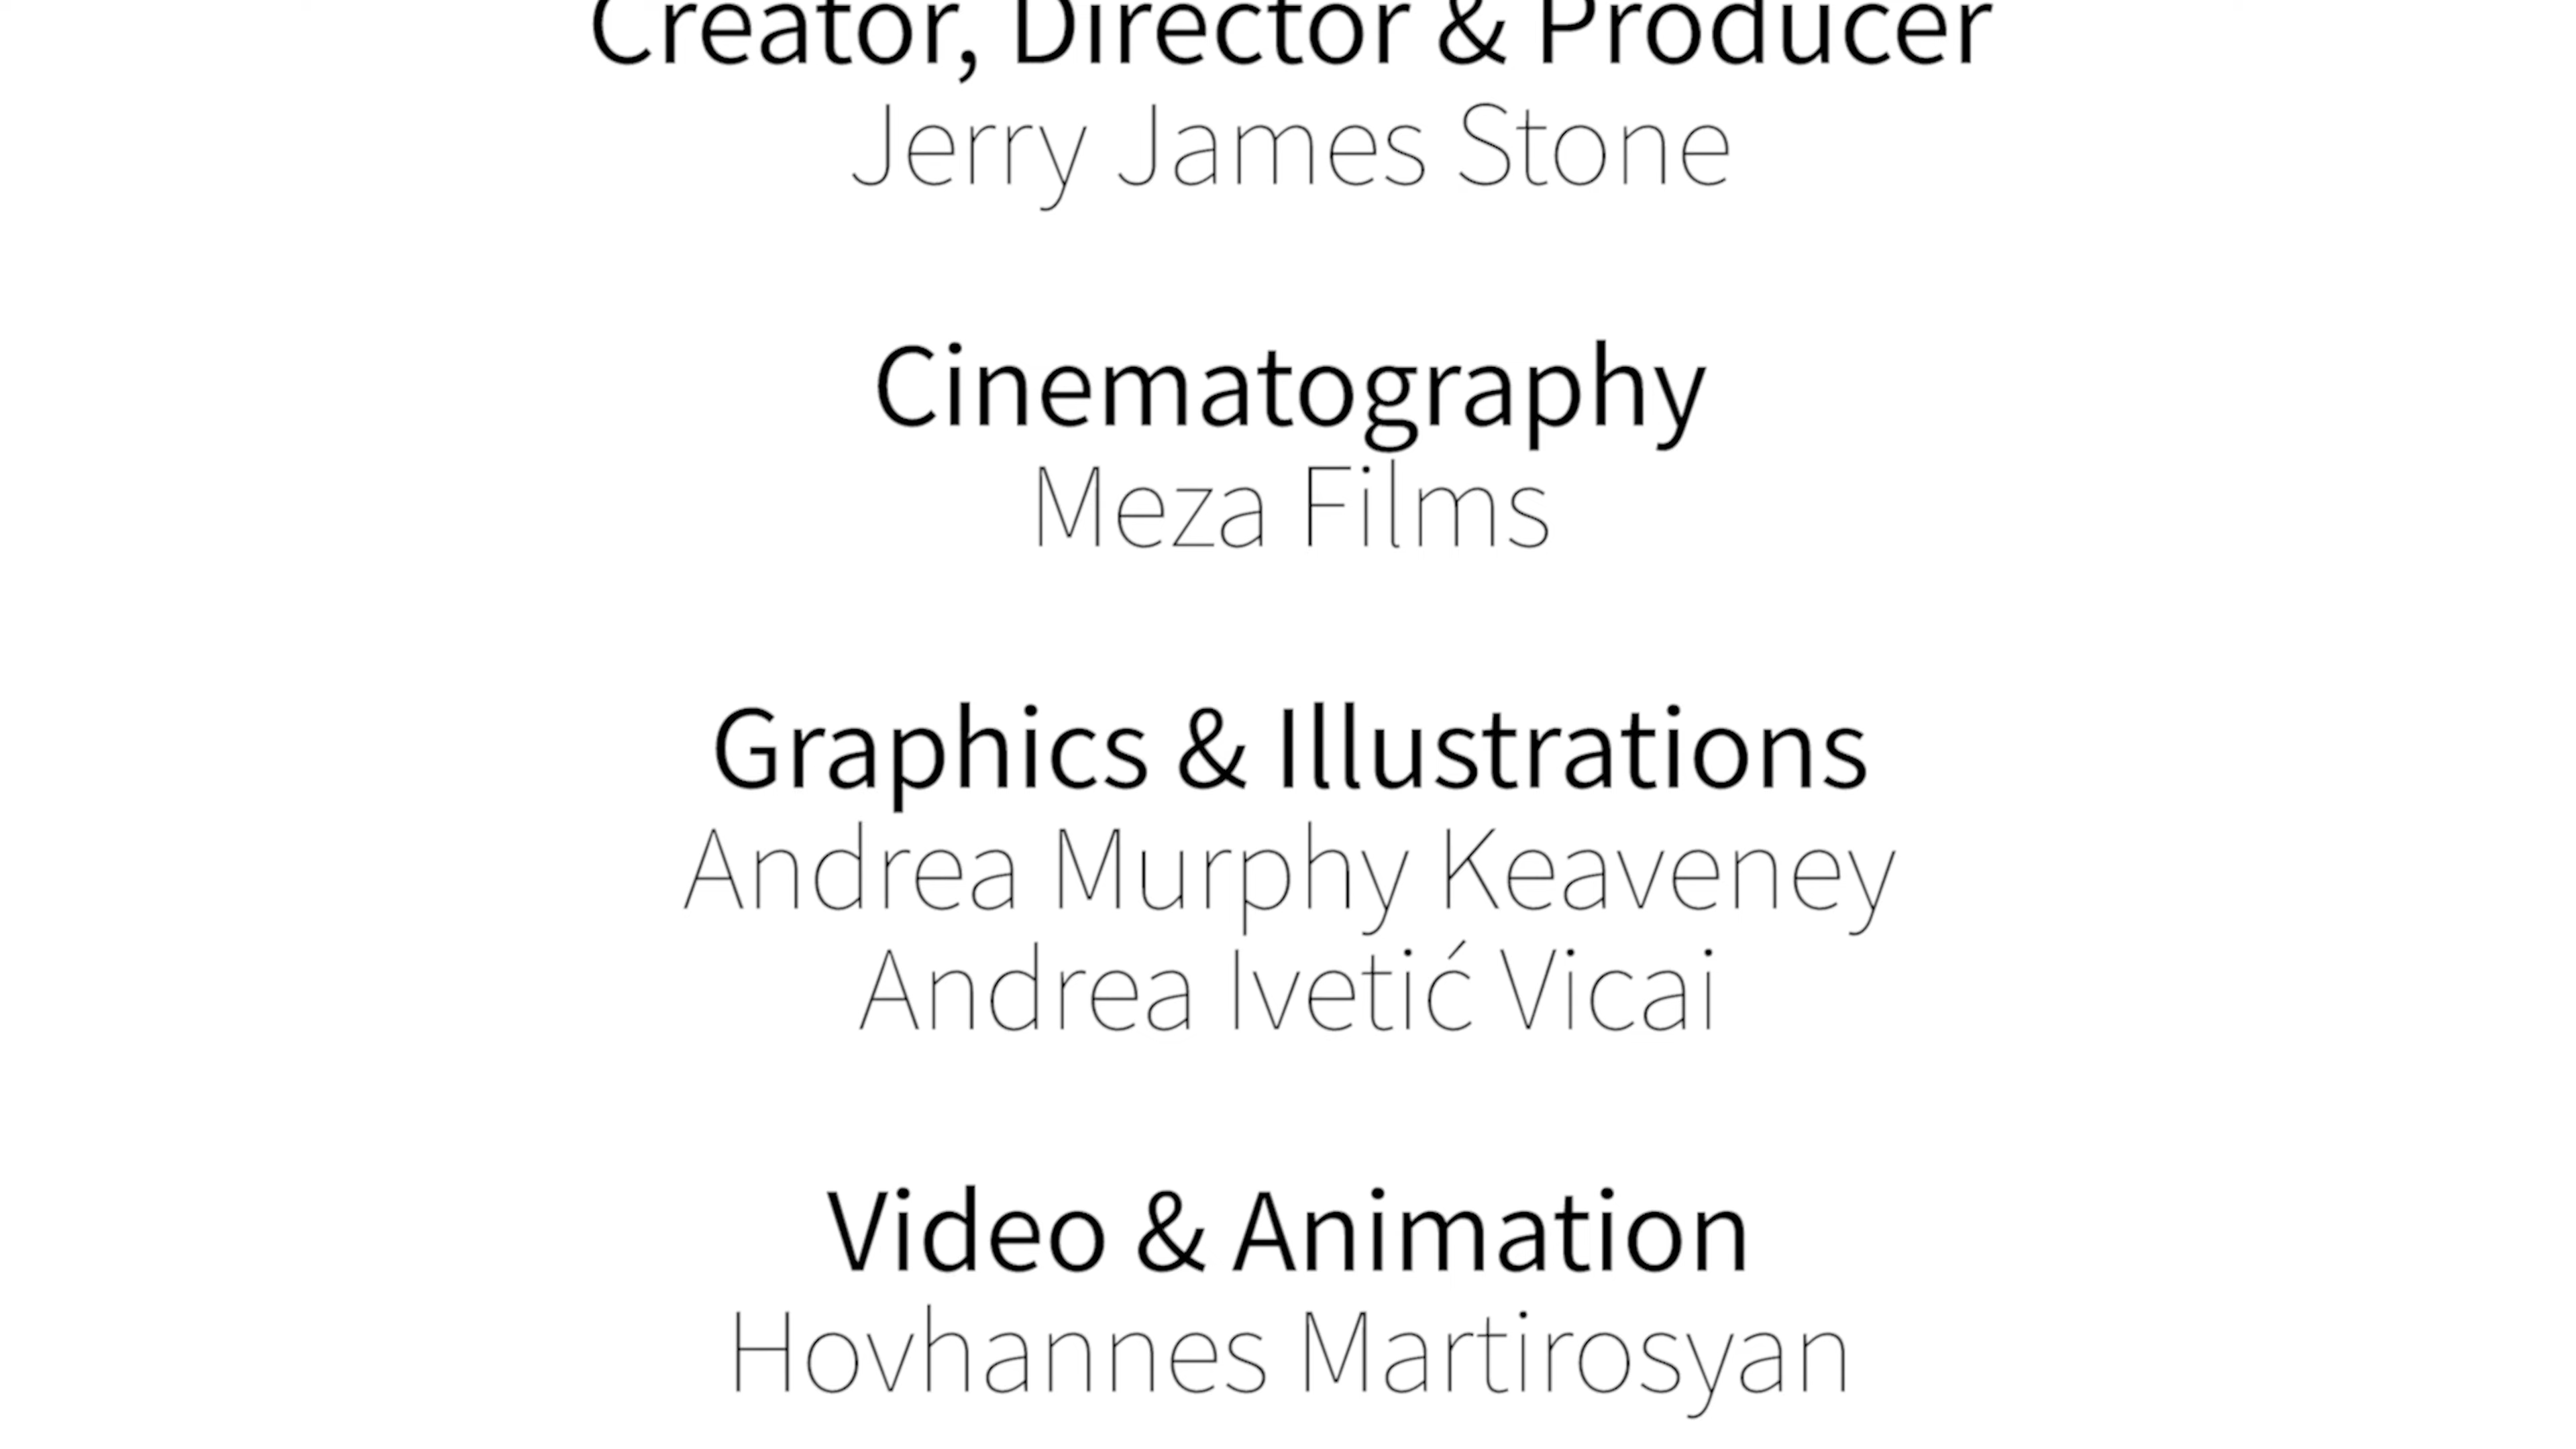 Creator, Director & Producer
Jerry James Stone
Cinematography
Meza Films
Graphics & Illustrations
Andrea Murphy Keaveney
Andrea Ivetić Vicai
Video & Animation
Hovhannes Martirosyan